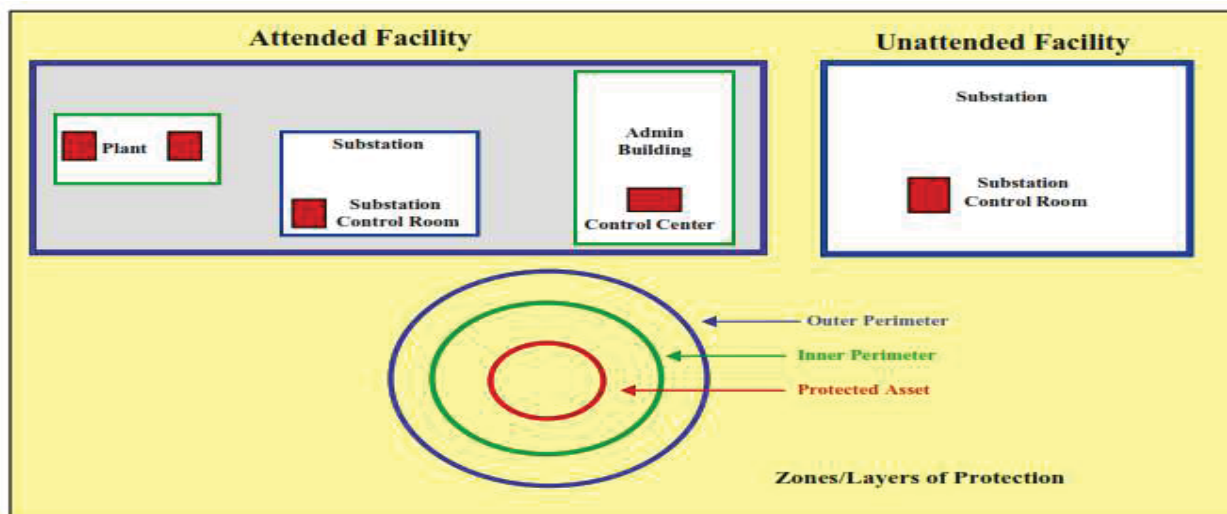 Attended Facility
Unattended Facility
Plant
Substation
Substation
Control Room
Admin
Building
Control Center
Substation
Substation
Control Room
Outer Perimeter
Inner Perimeter
Protected Asset
Zones/Layers of Protection